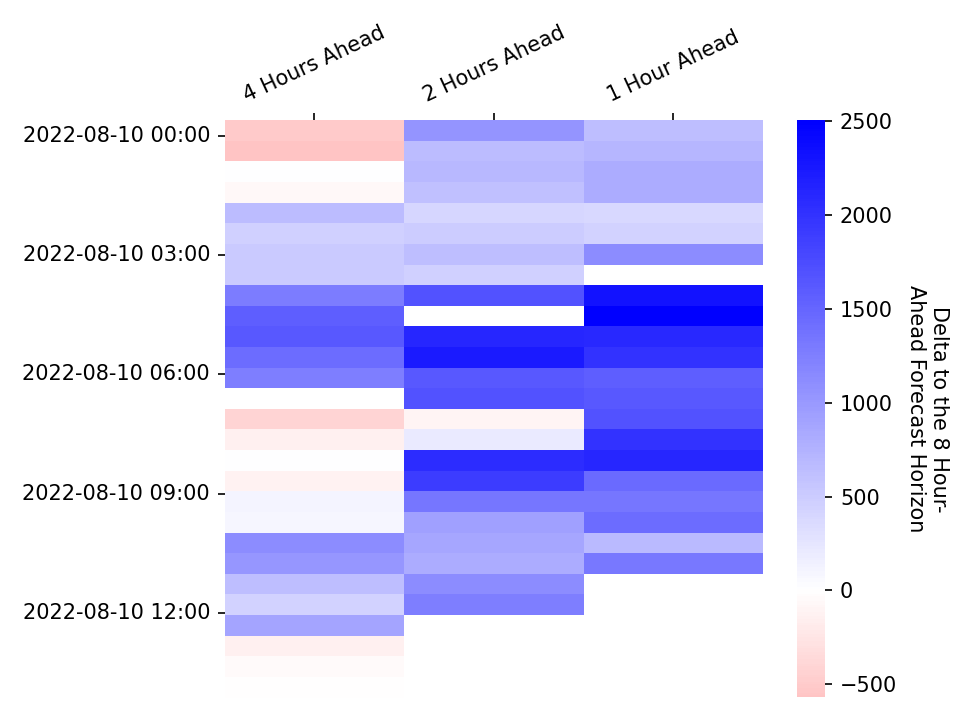 4 Hours Ahead
2 Hours Ahead
1 Hour Ahead
2022-08-10 00:00
2022-08-10 03:00
2022-08-10 06:00
2022-08-10 09:00
2022-08-10 12:00
2500
2000
1500
1000
500
0
−500
Delta to the 8 Hour-
Ahead Forecast Horizon